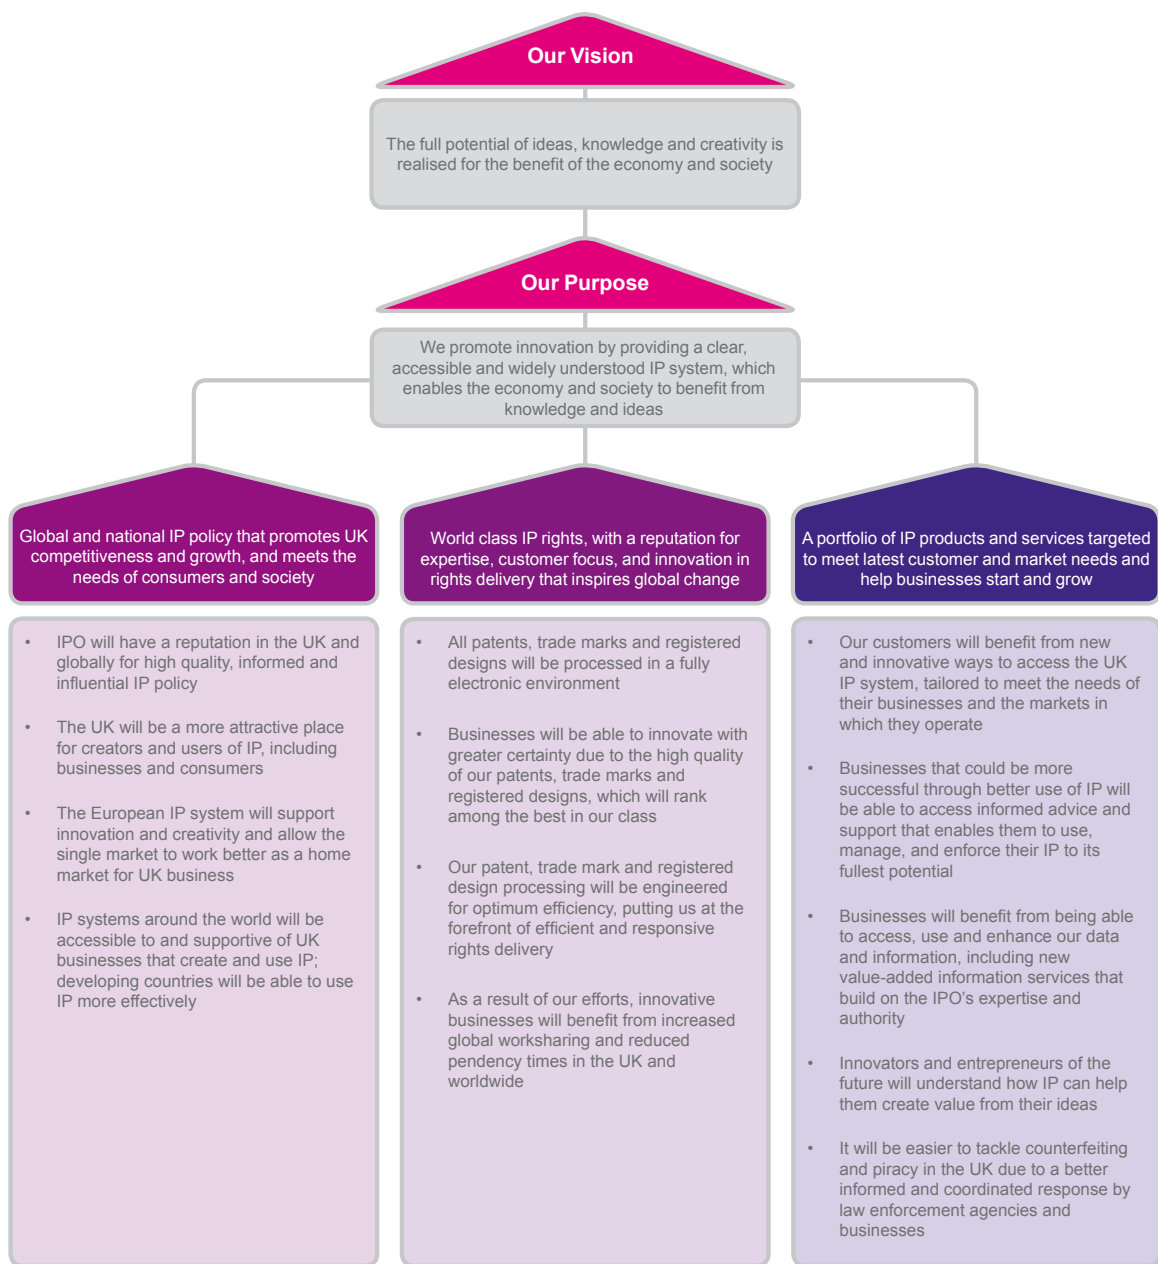 Our Vision
The full potential of ideas, knowledge and creativity is
realised for the benefit of the economy and society
Our Purpose
We promote innovation by providing a clear,
accessible and widely understood IP system, which
enables the economy and society to benefit from
knowledge and ideas
Global and national IP policy that promotes UK
competitiveness and growth, and meets the
needs of consumers and society
• IPO will have a reputation in the UK and
globally for high quality, informed and
influential IP policy
• The UK will be a more attractive place
for creators and users of IP, including
businesses and consumers
• The European IP system will support
innovation and creativity and allow the
single market to work better as a home
market for UK business
• IP systems around the world will be
accessible to and supportive of UK
businesses that create and use IP;
developing countries will be able to use
IP more effectively
World class IP rights, with a reputation for
expertise, customer focus, and innovation in
rights delivery that inspires global change
• All patents, trade marks and registered
designs will be processed in a fully
electronic environment
• Businesses will be able to innovate with
greater certainty due to the high quality
of our patents, trade marks and
registered designs, which will rank
among the best in our class
• Our patent, trade mark and registered
design processing will be engineered
for optimum efficiency, putting us at the
forefront of efficient and responsive
rights delivery
• As a result of our efforts, innovative
businesses will benefit from increased
global worksharing and reduced
pendency times in the UK and
worldwide
A portfolio of IP products and services targeted
to meet latest customer and market needs and
help businesses start and grow
• Our customers will benefit from new
and innovative ways to access the UK
IP system, tailored to meet the needs of
their businesses and the markets in
which they operate
• Businesses that could be more
successful through better use of IP will
be able to access informed advice and
support that enables them to use,
manage, and enforce their IP to its
fullest potential
• Businesses will benefit from being able
to access, use and enhance our data
and information, including new
value-added information services that
build on the IPO’s expertise and
authority
• Innovators and entrepreneurs of the
future will understand how IP can help
them create value from their ideas
• It will be easier to tackle counterfeiting
and piracy in the UK due to a better
informed and coordinated response by
law enforcement agencies and
businesses